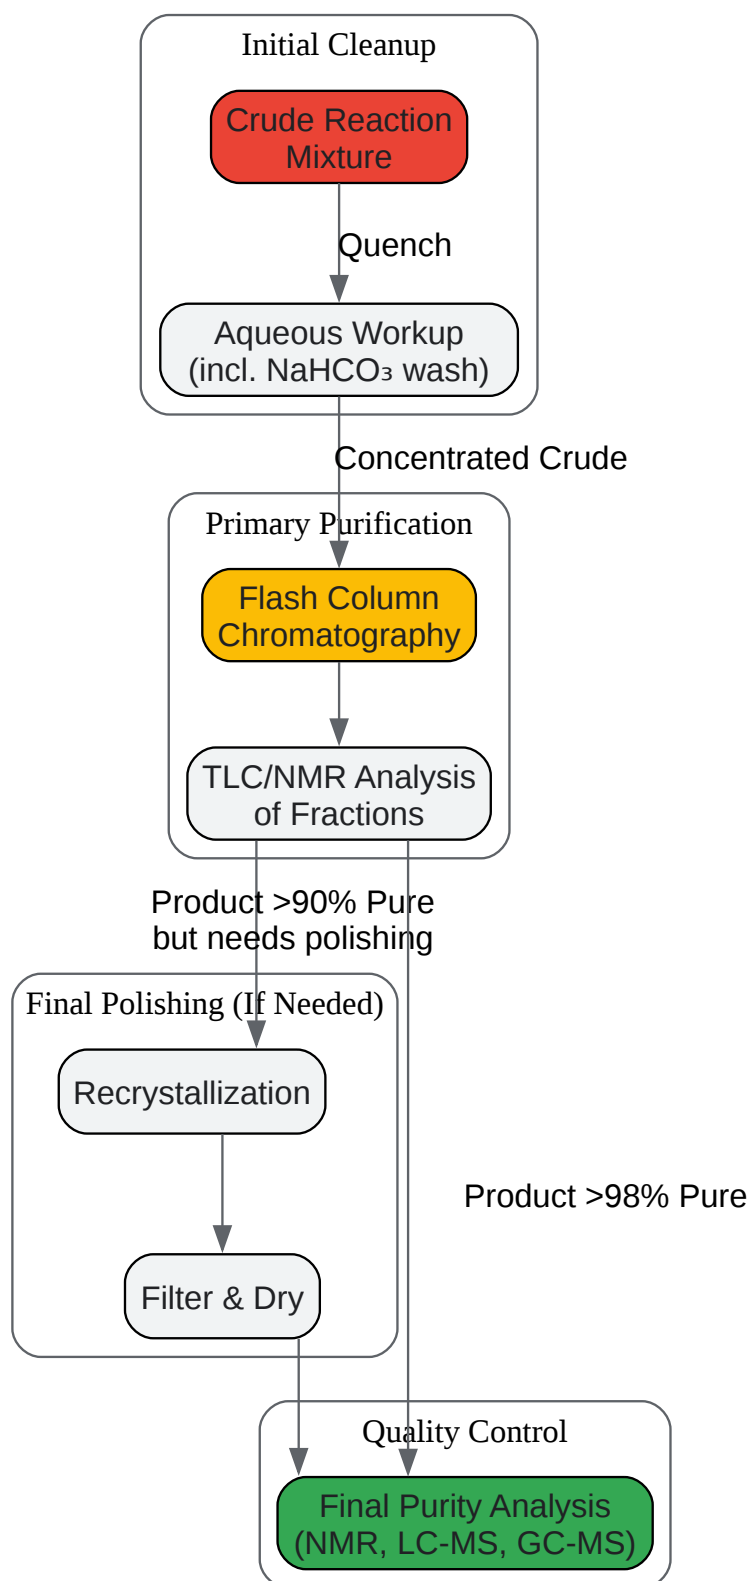 Initial Cleanup
Crude Reaction
Mixture
Quench
Aqueous Workup
(incl. NaHCO₃ wash)
Concentrated Crude
Primary Purification
Flash Column
Chromatography
TLC/NMR Analysis
of Fractions
Product >90% Pure
but needs polishing
Final Polishing (If Needed)
Recrystallization
Product >98% Pure
Filter & Dry
Quality Control
Final Purity Analysis
(NMR, LC-MS, GC-MS)